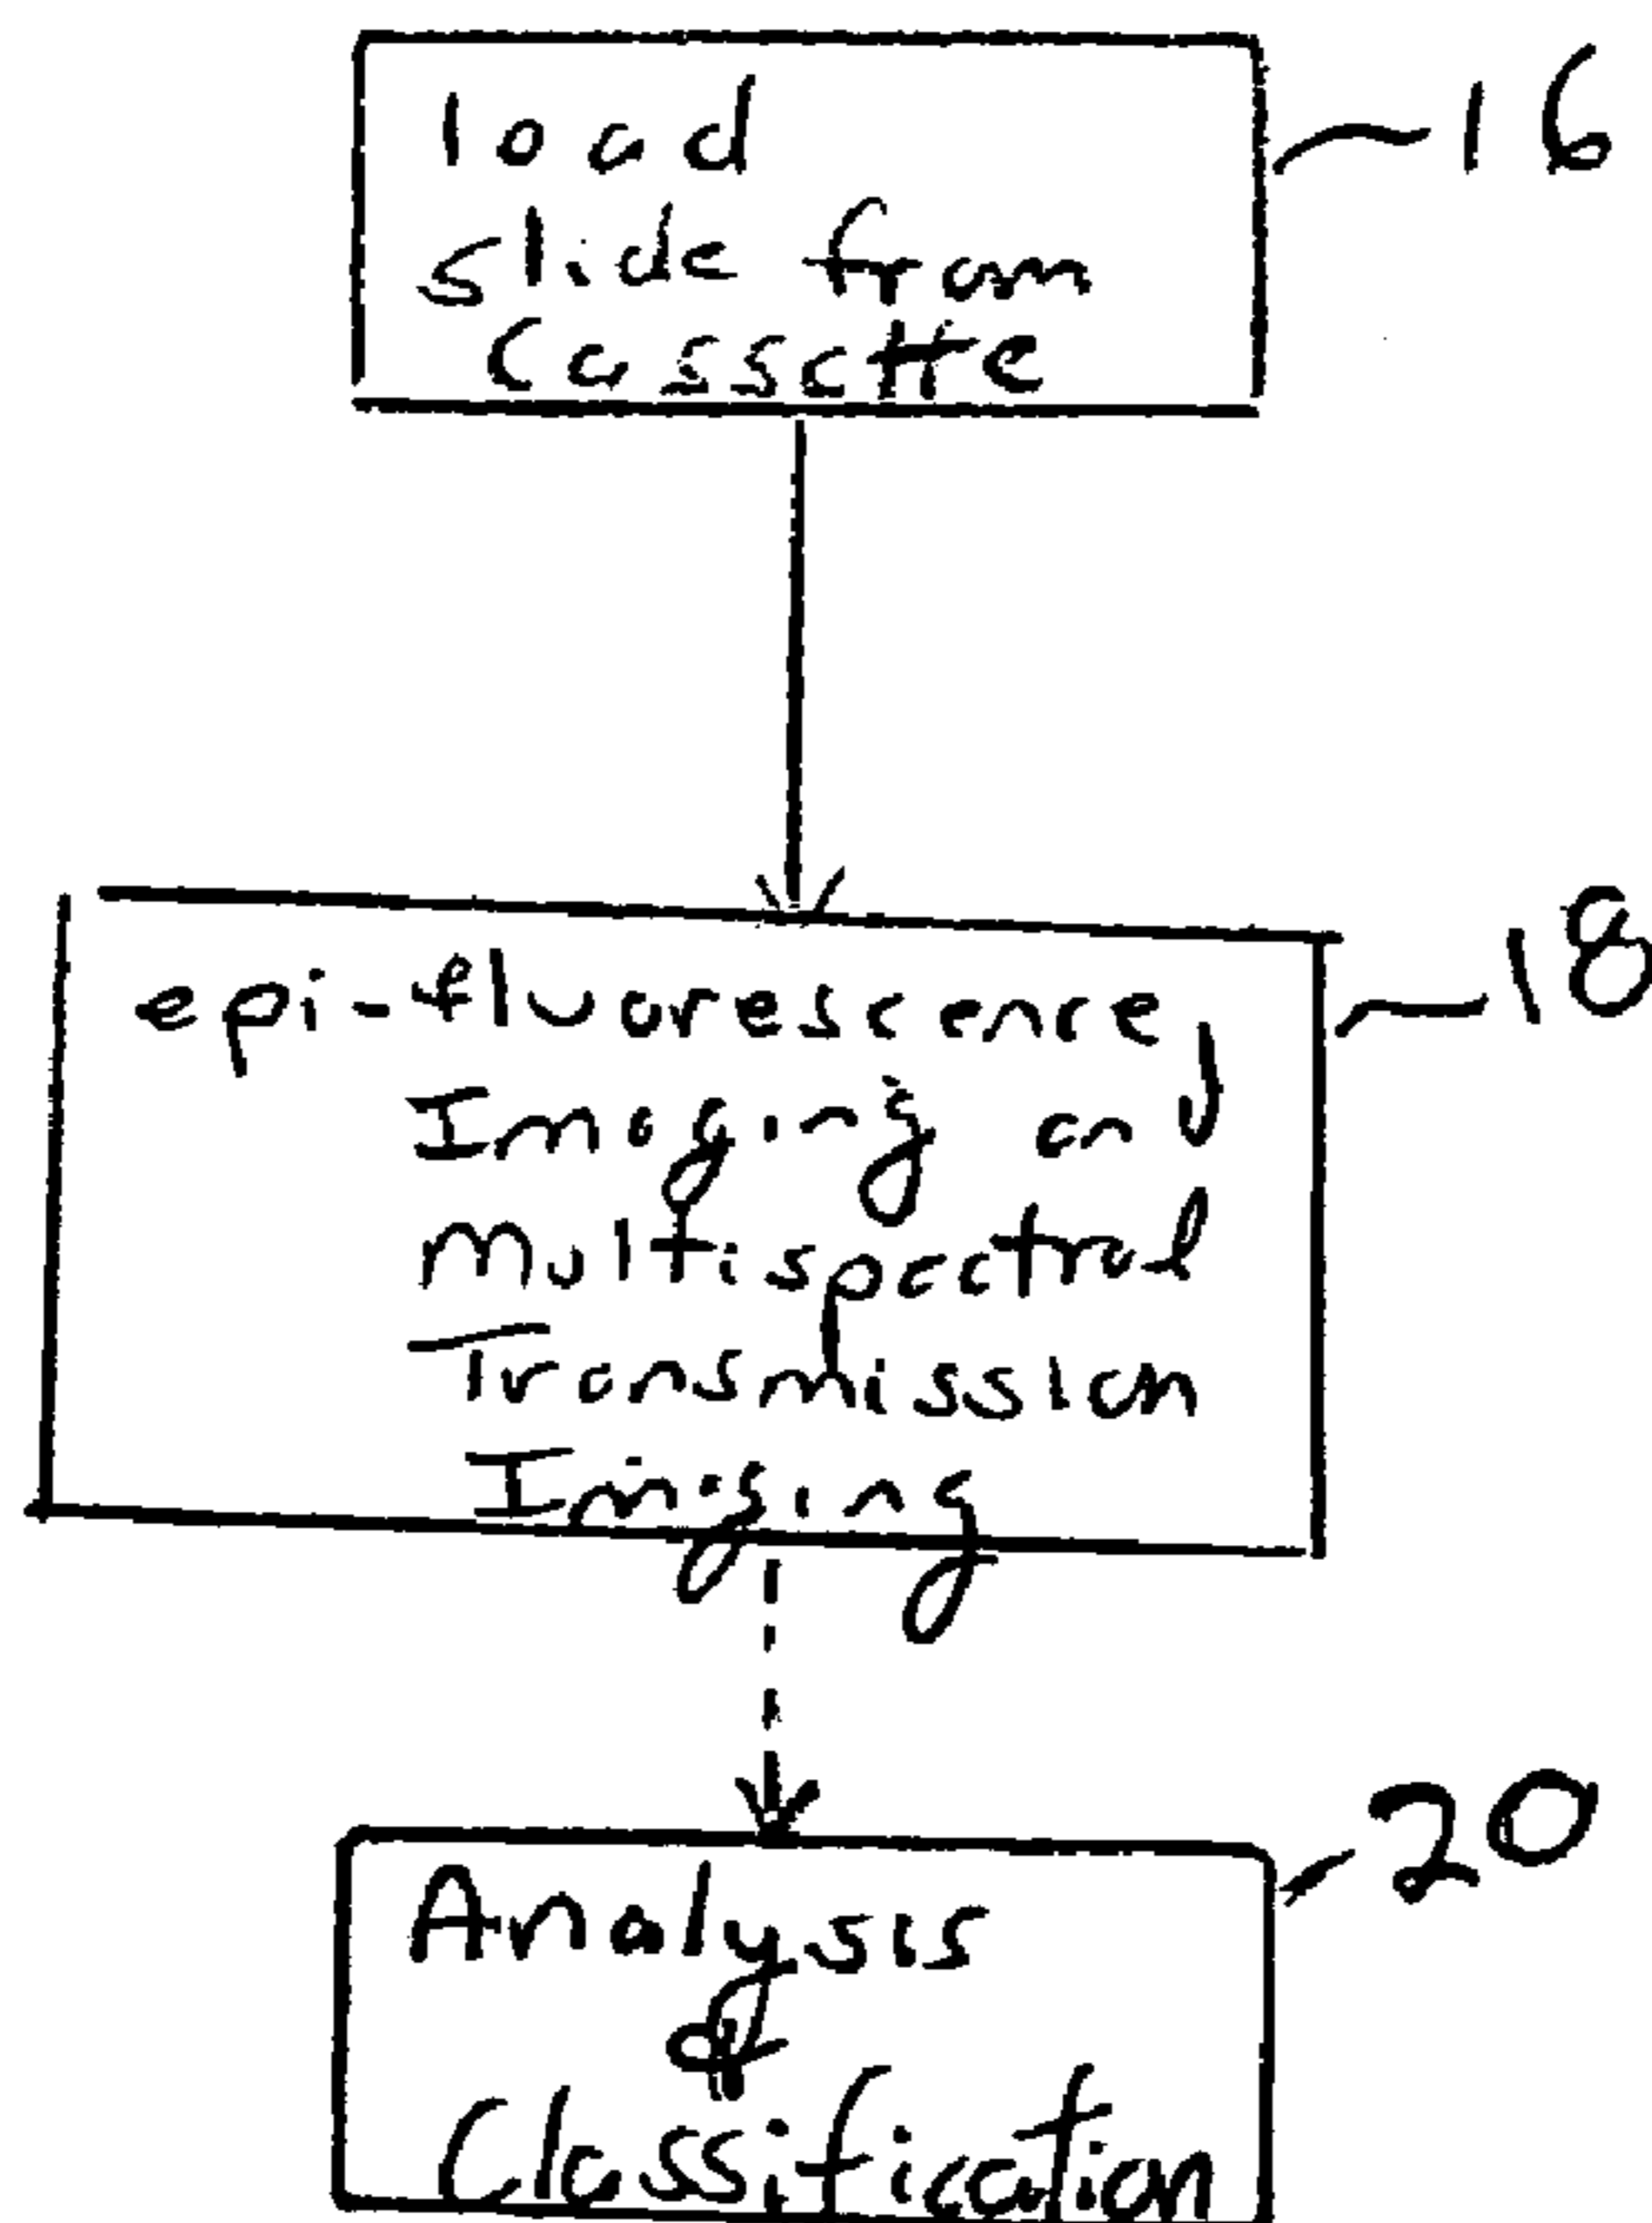 load
16
slide from
Cassette
18
epi-fluorescence
Imaging and
Multispectral
Transmission
Imaging
20
Analysis
&
Classification